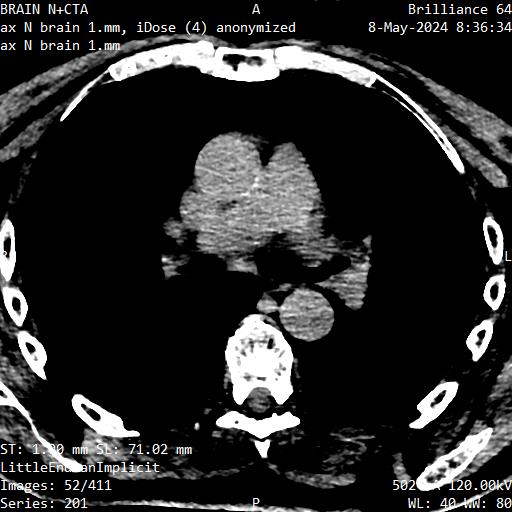 BRAIN N+CTA
A
Brilliance 64
ax N brain 1.mm, iDose (4) anonymized
8-May-2024 8:36:34
ax N brain 1.mm
L
ST: 1.00 mm SL: 71.02 mm
LittleEndianImplicit
Images: 52/411
120.00kV
Series: 201
P
WL: 40 WW: 80